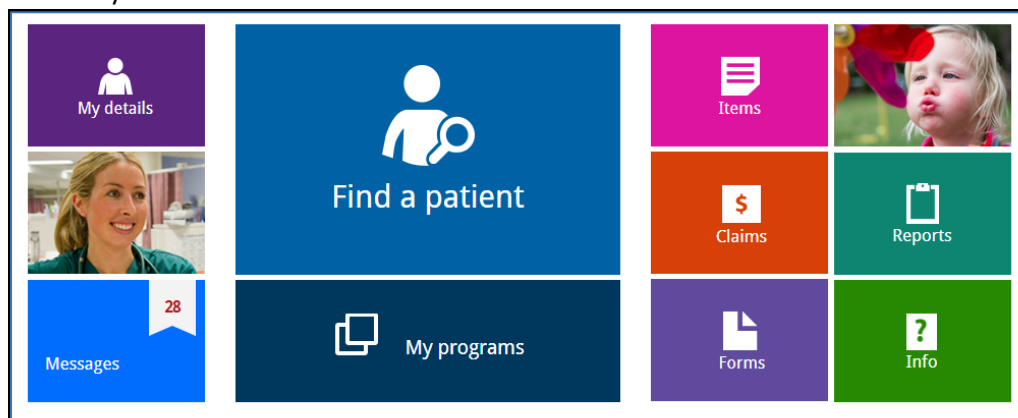 My details
28
Messages
Find a patient
My programs
Items
Claims
$
Reports
Forms
?
Info